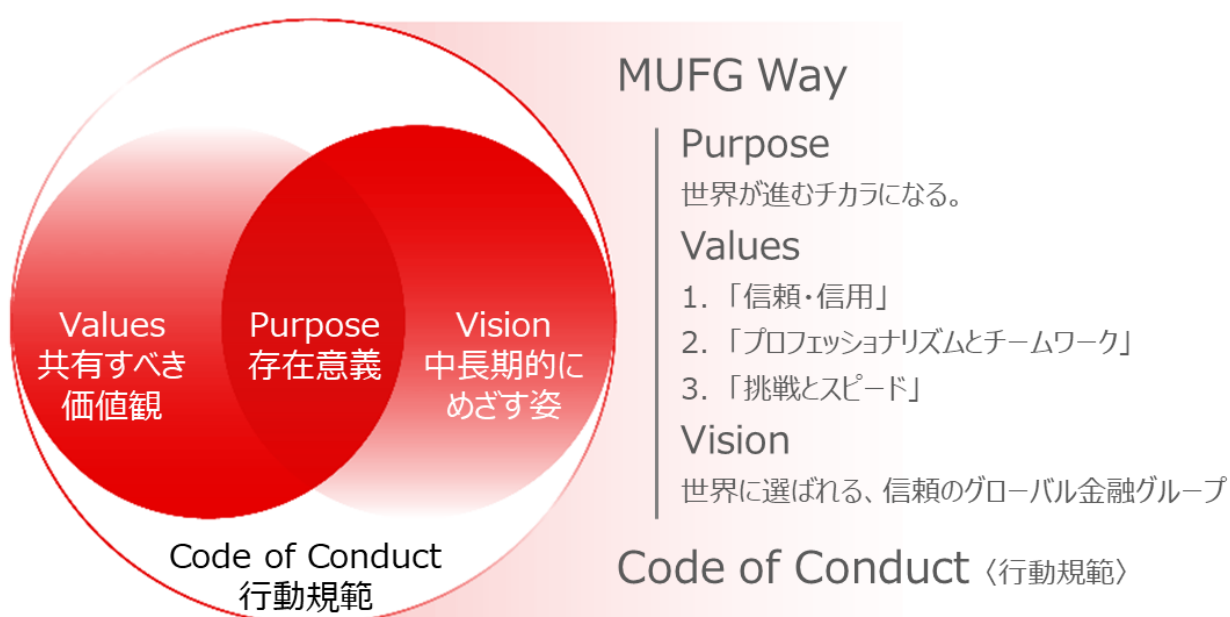 Values
共有すべき
価値観
Purpose
存在意義
Vision
中長期的に
めざす姿
Code of Conduct
行動規範
MUFG Way
Purpose
世界が進むチカラになる。
Values
1. 「信頼・信用」
2. 「プロフェッショナリズムとチームワーク」
3. 「挑戦とスピード」
Vision
世界に選ばれる、信頼のグローバル金融グループ
Code of Conduct〈行動規範〉